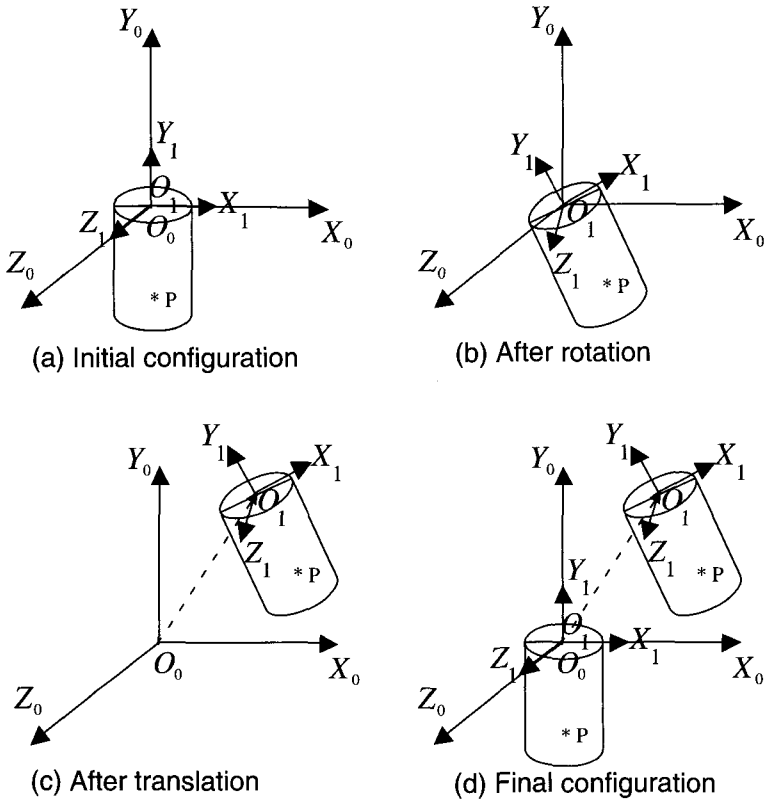 Y0
Y1
O1
Z1
O0
X1
X0
Z0
* P
(a) Initial configuration
Y0
Y1
X1
O1
Z1
X0
Z0
* P
(b) After rotation
Y0
Y1
X1
O1
Z1
* P
O0
X0
Z0
(c) After translation
Y0
Y1
X1
O1
Z1
* P
Y1
O1
Z1
O0
X1
X0
Z0
* P
(d) Final configuration